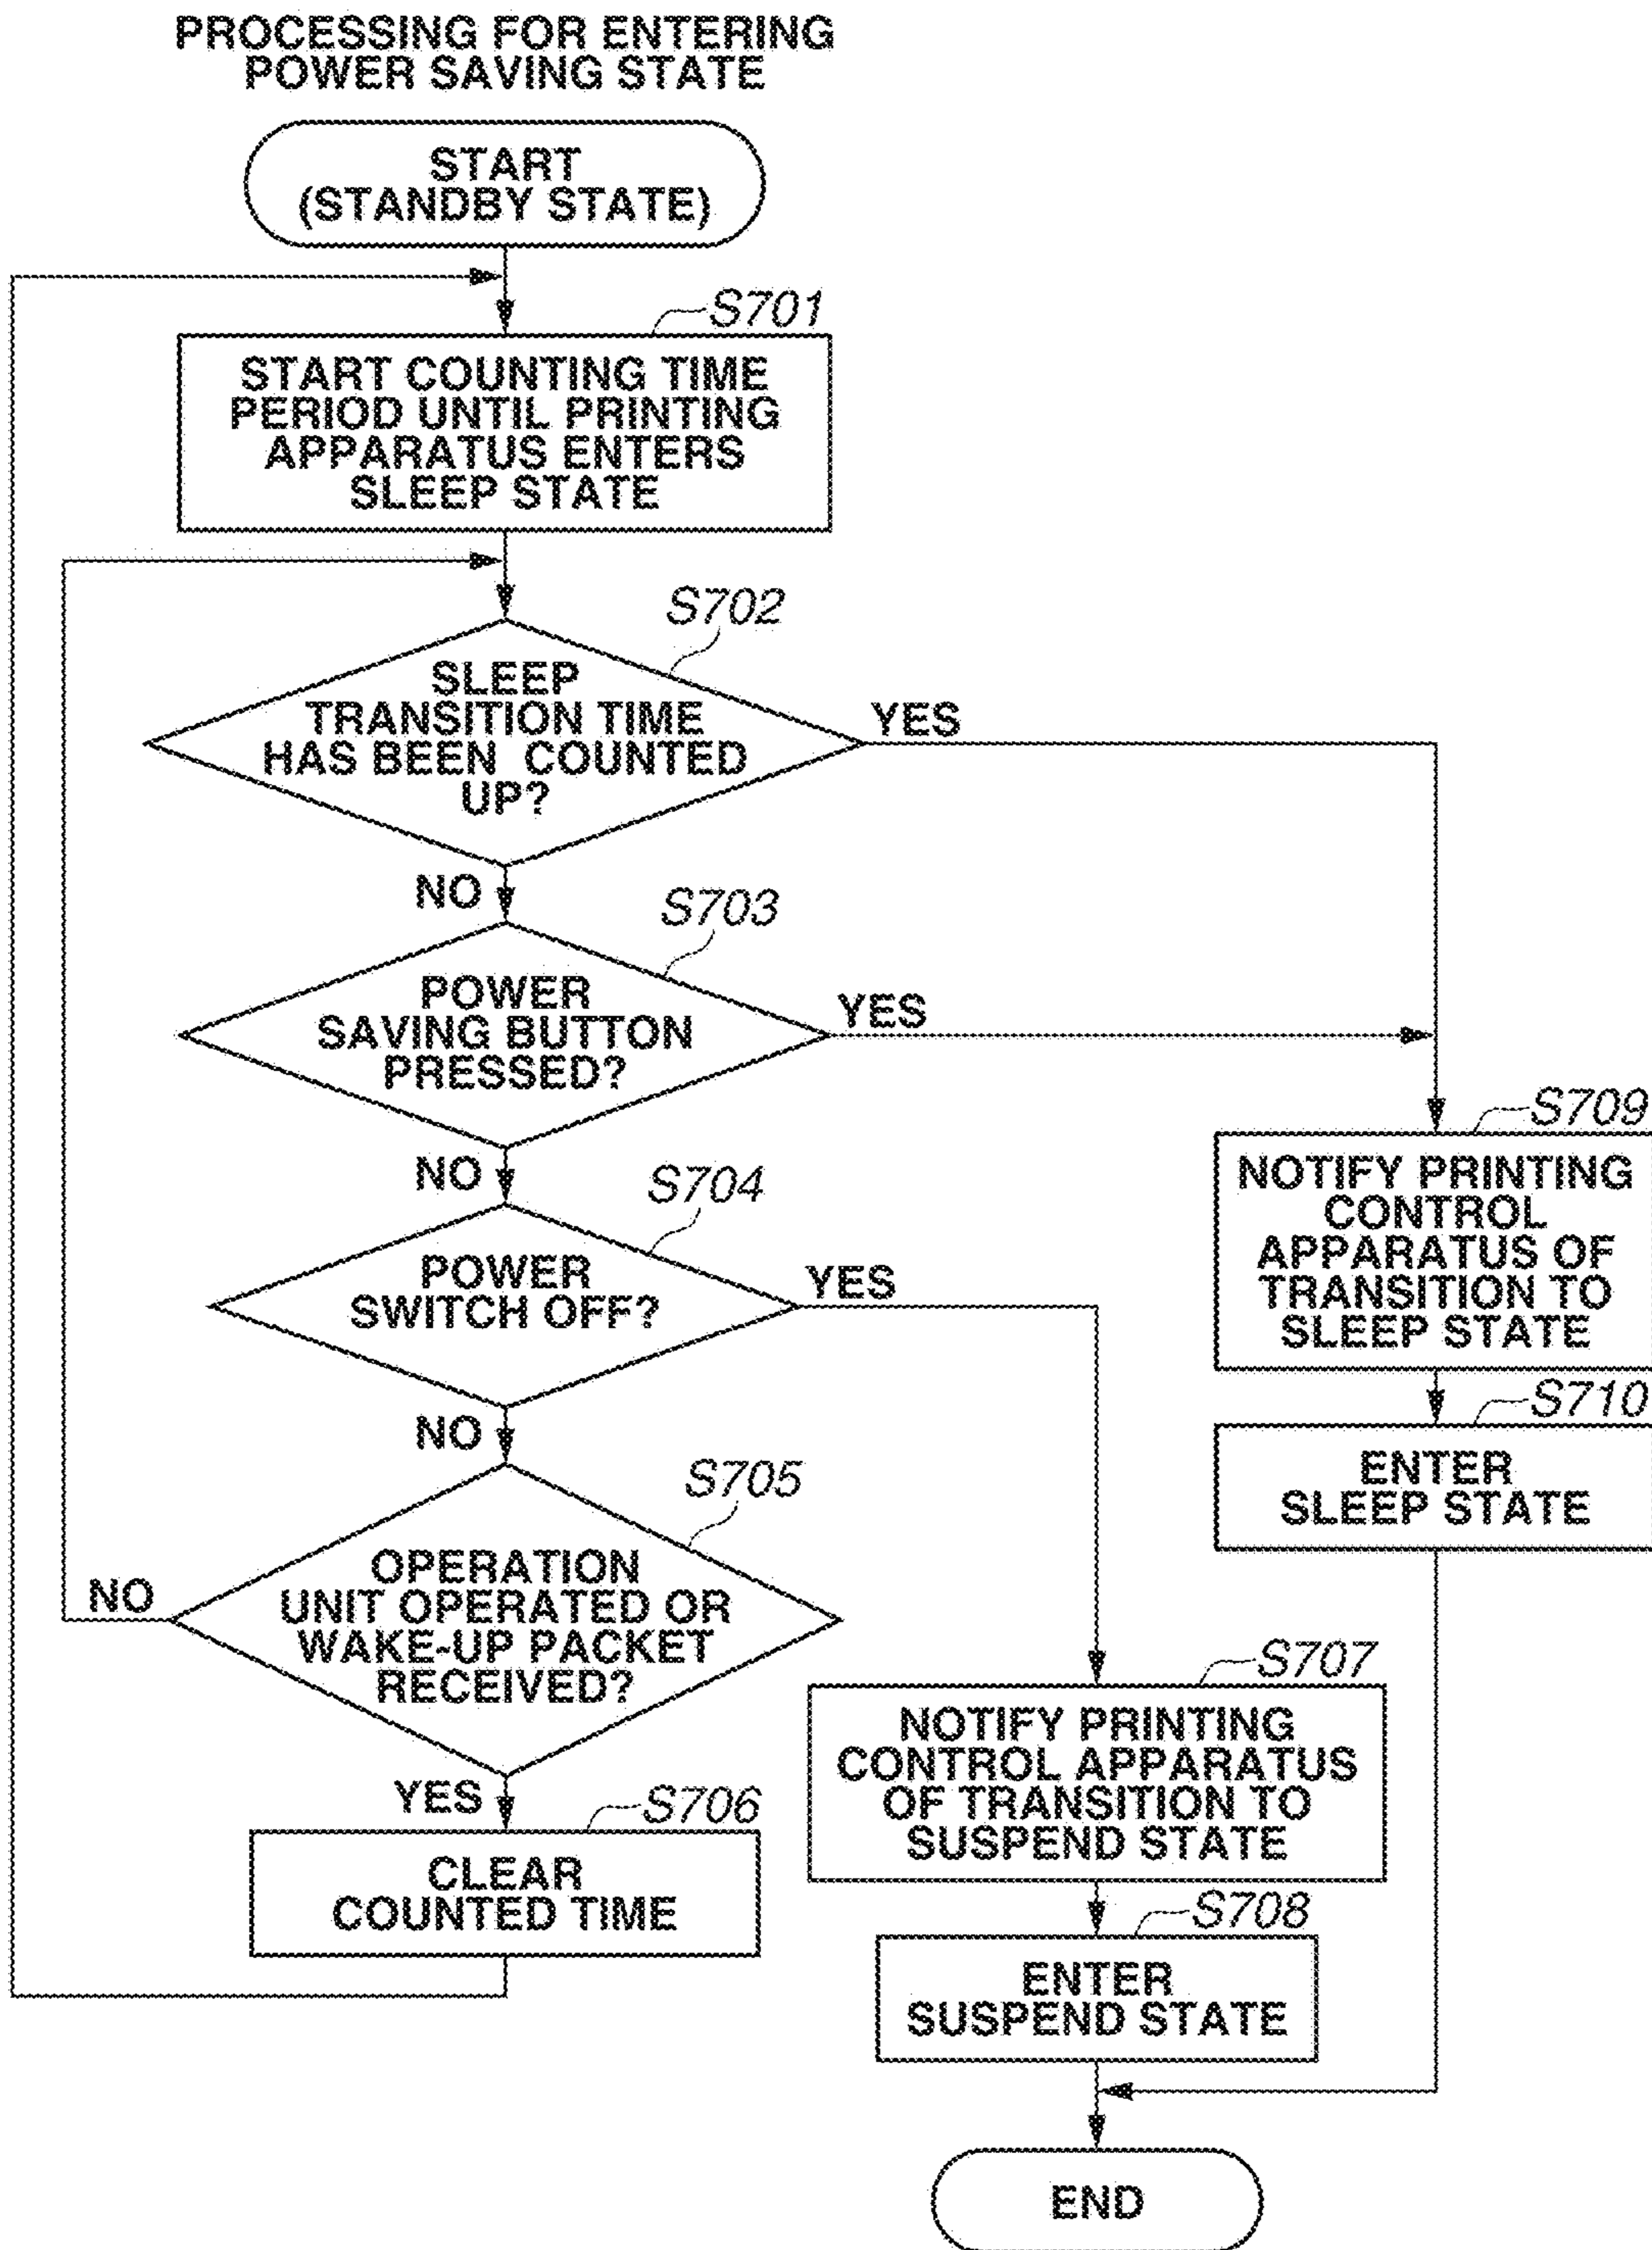 PROCESSING FOR ENTERING
POWER SAVING STATE
START
(STANDBY STATE)
S701
START COUNTING TIME
PERIOD UNTIL PRINTING
APPARATUS ENTERS
SLEEP STATE
S702
SLEEP
TRANSITION TIME
HAS BEEN COUNTED
UP?
YES
NO
S703
POWER
SAVING BUTTON
PRESSED?
YES
NO
S704
POWER
SWITCH OFF?
YES
NO
S705
OPERATION
UNIT OPERATED OR
WAKE-UP PACKET
RECEIVED?
NO
YES
S706
CLEAR
COUNTED TIME
S709
NOTIFY PRINTING
CONTROL
APPARATUS OF
TRANSITION TO
SLEEP STATE
S710
ENTER
SLEEP STATE
S707
NOTIFY PRINTING
CONTROL APPARATUS
OF TRANSITION TO
SUSPEND STATE
S708
ENTER
SUSPEND STATE
END